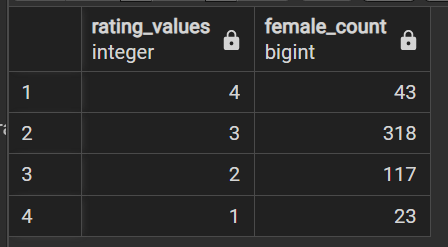 rating_values female_count
integer bigint
1 4 43
2 3 318
3 2 117
4 1 23